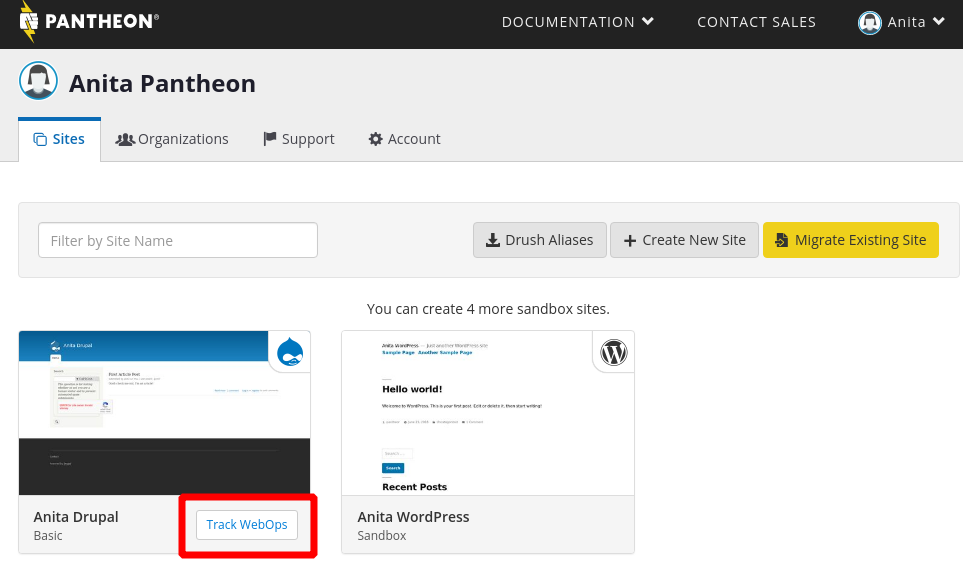 PANTHEON®
DOCUMENTATION
CONTACT SALES
Anita
Anita Pantheon
Sites
Organizations
Support
Account
Filter by Site Name
Drush Aliases
Create New Site
Migrate Existing Site
You can create 4 more sandbox sites.
Anita Drupal
First Article Post
Anita WordPress — Just another WordPress site
Sample Page Another Sample Page
Hello world!
Welcome to WordPress. This is your first post. Edit or delete it, then start writing!
Search
Recent Posts
Anita Drupal
Basic
Track WebOps
Anita WordPress
Sandbox